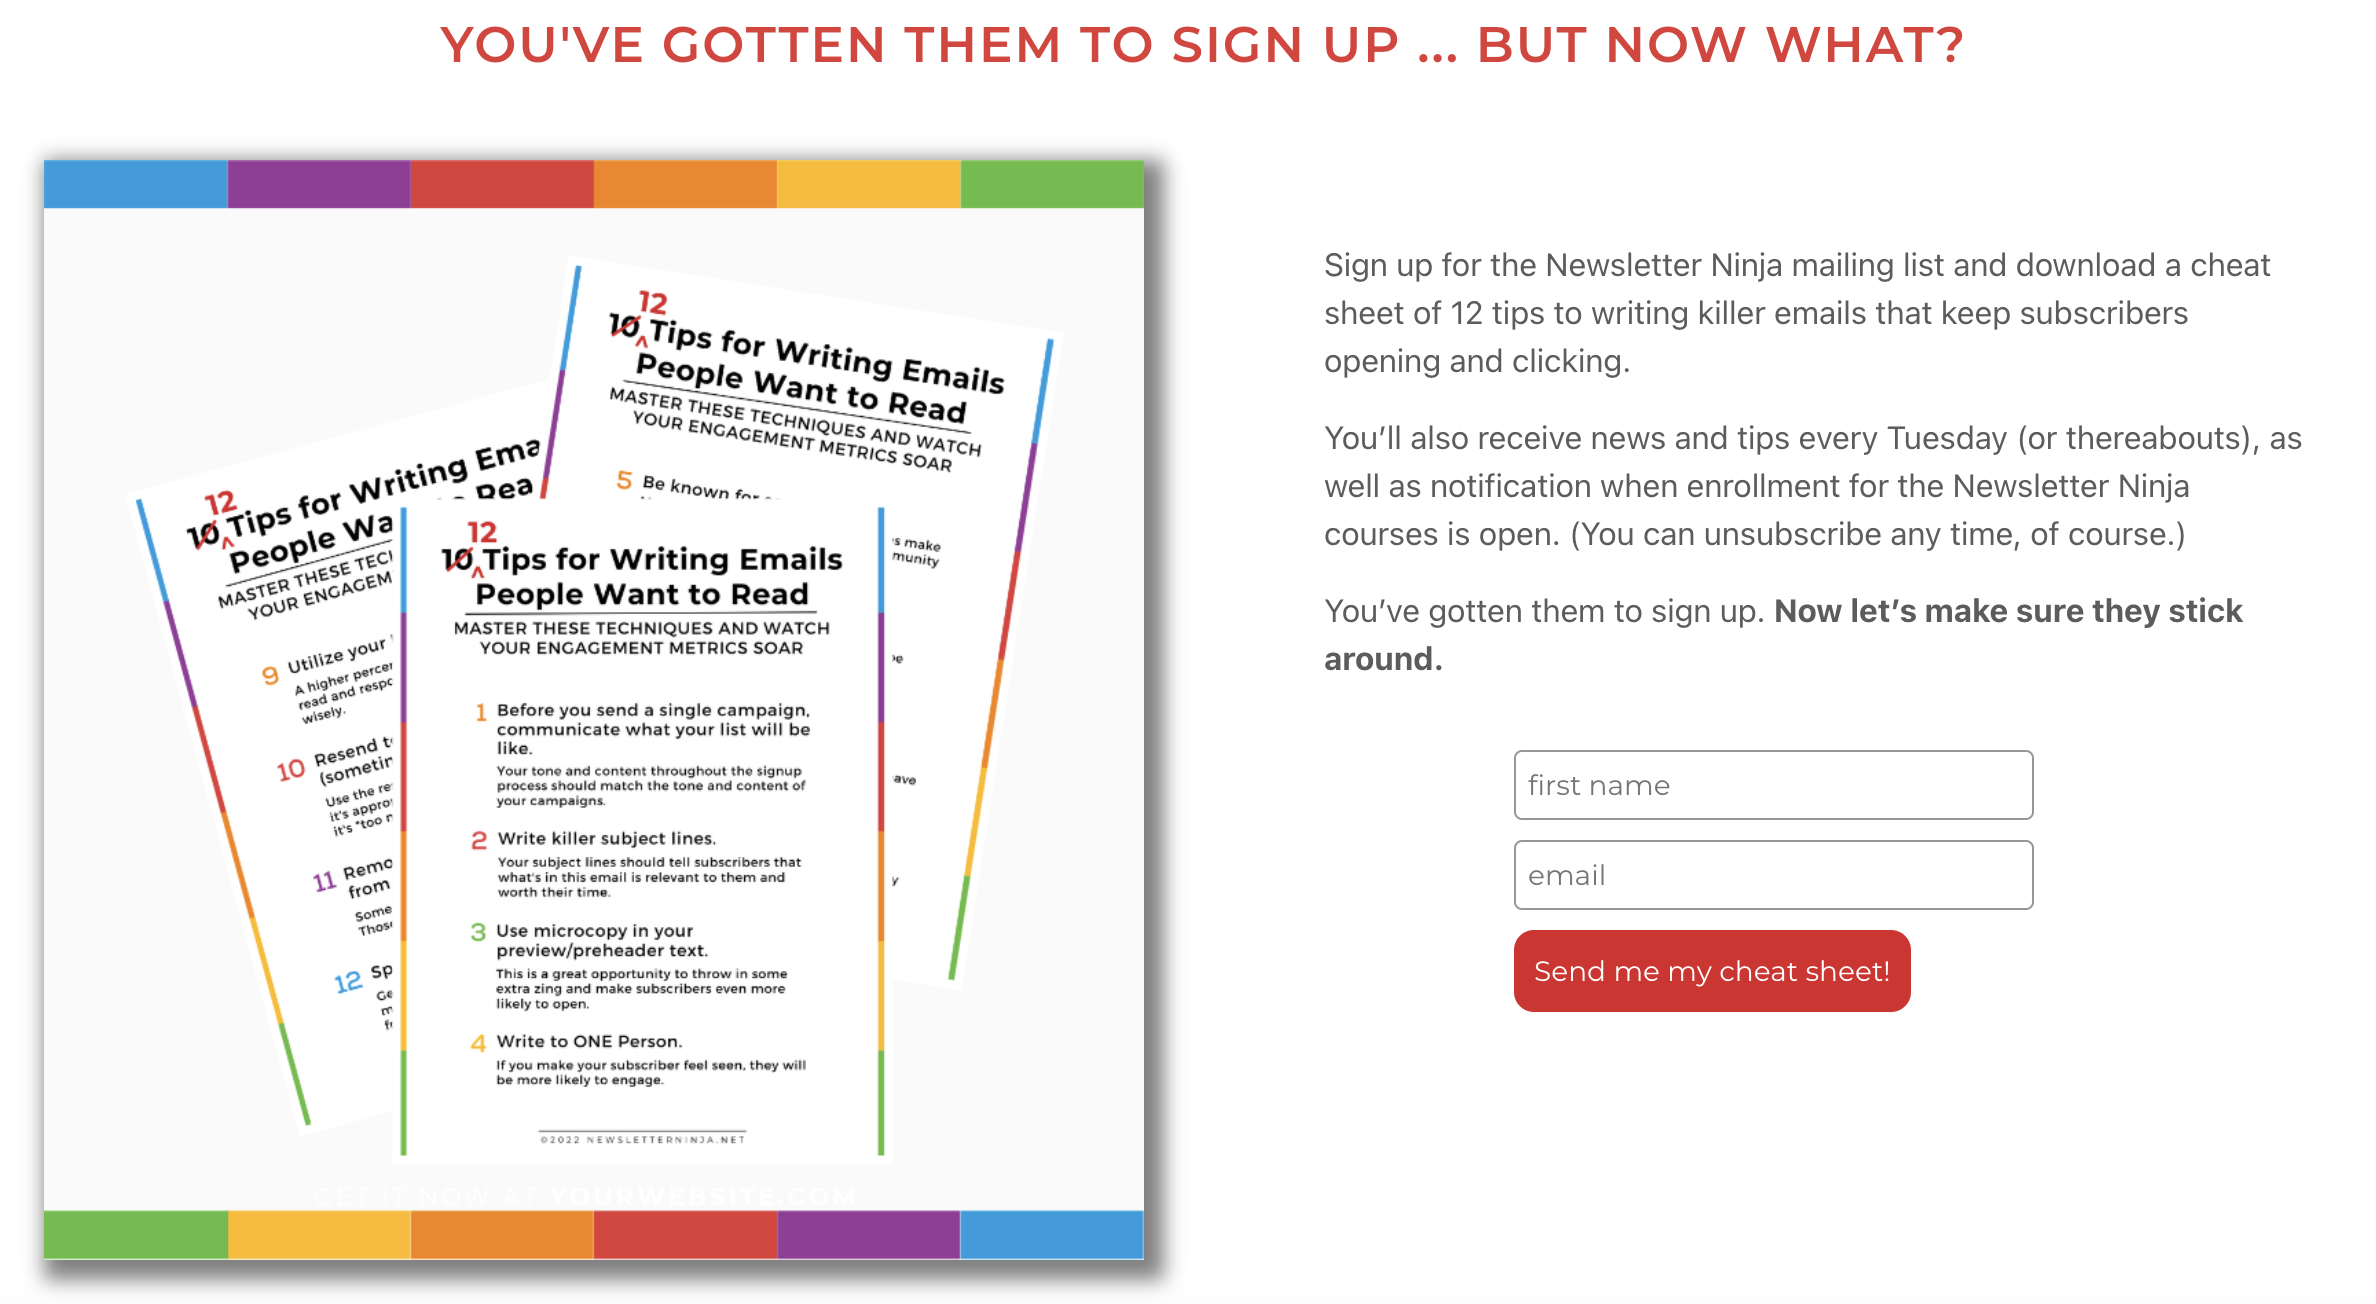 YOU'VE GOTTEN THEM TO SIGN UP ... BUT NOW WHAT?
12
10 ^ Tips for Writing Emails
People Want to Read
MASTER THESE TECHNIQUES AND WATCH
YOUR ENGAGEMENT METRICS SOAR
5 Be known for
s make
munity
ave
y
12
10 ^ Tips for Writing Ema
People Wa
Rea
MASTER THESE TECH
YOUR ENGAGEM
9 Utilize your
A higher percer
read and respo
wisely.
10 Resend to
(sometin
Use the re
it's appro
it's "too
11 Remo
from
Some
Those
12 Sp
Ge
m
fr
12
10 ^ Tips for Writing Emails
People Want to Read
MASTER THESE TECHNIQUES AND WATCH
YOUR ENGAGEMENT METRICS SOAR
1 Before you send a single campaign,
communicate what your list will be
like.
Your tone and content throughout the signup
process should match the tone and content of
your campaigns.
2 Write killer subject lines.
Your subject lines should tell subscribers that
what's in this email is relevant to them and
worth their time.
3 Use microcopy in your
preview/preheader text.
This is a great opportunity to throw in some
extra zing and make subscribers even more
likely to open.
4 Write to ONE Person.
If you make your subscriber feel seen, they will
be more likely to engage.
©2022 NEWSLETTERNINJA.NET
GET IT NOW AT YOURWEBSITE.COM
Sign up for the Newsletter Ninja mailing list and download a cheat
sheet of 12 tips to writing killer emails that keep subscribers
opening and clicking.
You’ll also receive news and tips every Tuesday (or thereabouts), as
well as notification when enrollment for the Newsletter Ninja
courses is open. (You can unsubscribe any time, of course.)
You’ve gotten them to sign up. Now let’s make sure they stick
around.
first name
email
Send me my cheat sheet!